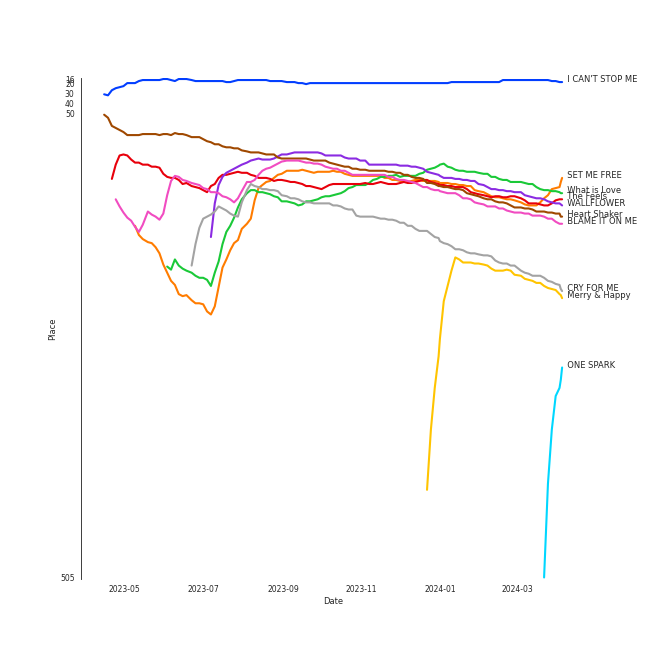 16
20
30
40
50
505
Place
I CAN'T STOP ME
SET ME FREE
What is Love
The Feels
WALLFLOWER
Heart Shaker
BLAME IT ON ME
CRY FOR ME
Merry & Happy
ONE SPARK
2023-05 2023-07 2023-09 2023-11 2024-01 2024-03
Date